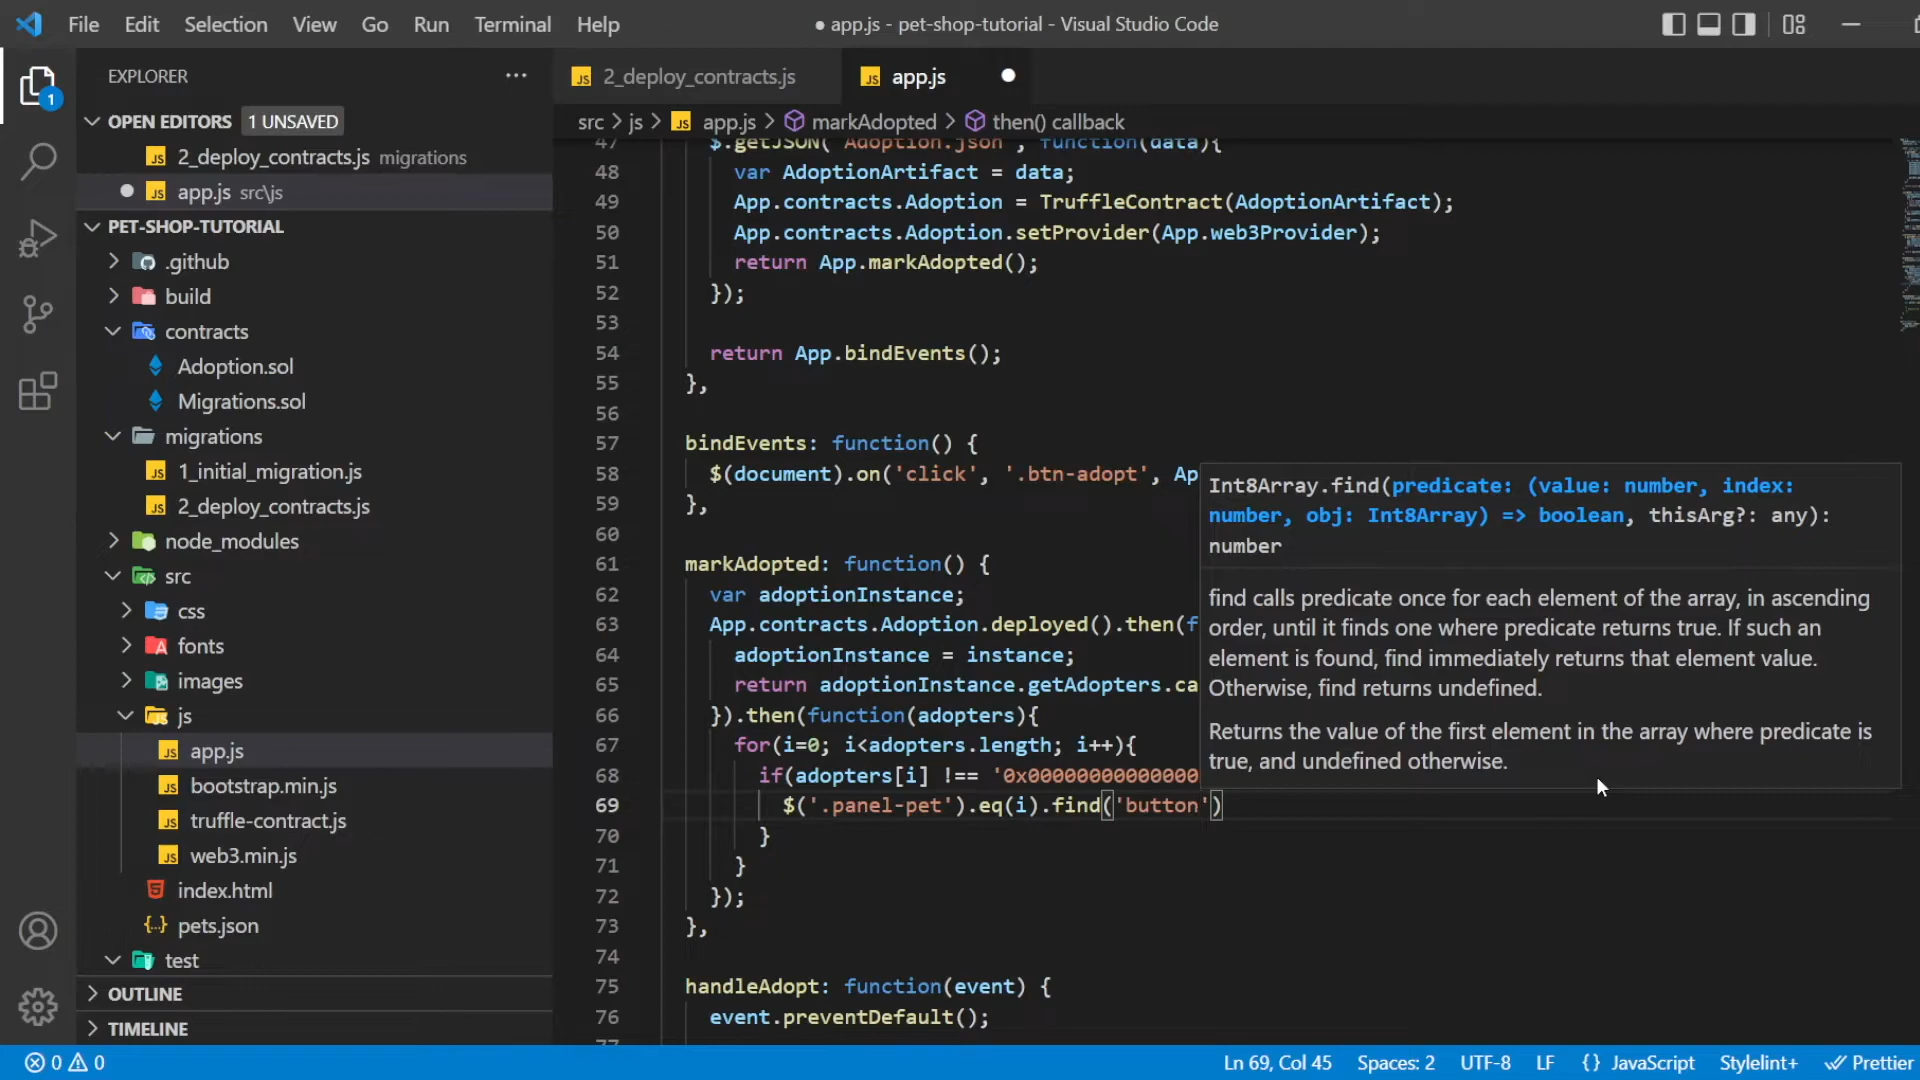 File Edit Selection View Go Run Terminal Help
● app.js - pet-shop-tutorial - Visual Studio Code
EXPLORER
1
OPEN EDITORS 1 UNSAVED
2_deploy_contracts.js migrations
app.js src\js
PET-SHOP-TUTORIAL
.github
build
contracts
Adoption.sol
Migrations.sol
migrations
1_initial_migration.js
2_deploy_contracts.js
node_modules
src
css
fonts
images
js
app.js
bootstrap.min.js
truffle-contract.js
web3.min.js
index.html
pets.json
test
OUTLINE
TIMELINE
2_deploy_contracts.js
app.js
src > js > app.js > markAdopted > then() callback
47 $.getJSON('Adoption.json', function(data){
48 var AdoptionArtifact = data;
49 App.contracts.Adoption = TruffleContract(AdoptionArtifact);
50 App.contracts.Adoption.setProvider(App.web3Provider);
51 return App.markAdopted();
52 });
53
54 return App.bindEvents();
55 },
56
57 bindEvents: function() {
58 $(document).on('click', '.btn-adopt', Ap
59 },
60
61 markAdopted: function() {
62 var adoptionInstance;
63 App.contracts.Adoption.deployed().then(f
64 adoptionInstance = instance;
65 return adoptionInstance.getAdopters.ca
66 }).then(function(adopters){
67 for(i=0; i<adopters.length; i++){
68 if(adopters[i] !== '0x00000000000000
69 $('.panel-pet').eq(i).find('button')
70 }
71 }
72 });
73 },
74
75 handleAdopt: function(event) {
76 event.preventDefault();
77
Int8Array.find(predicate: (value: number, index:
number, obj: Int8Array) => boolean, thisArg?: any):
number
find calls predicate once for each element of the array, in ascending
order, until it finds one where predicate returns true. If such an
element is found, find immediately returns that element value.
Otherwise, find returns undefined.
Returns the value of the first element in the array where predicate is
true, and undefined otherwise.
0 0
Ln 69, Col 45 Spaces: 2 UTF-8 LF {} JavaScript Stylelint+ Prettier